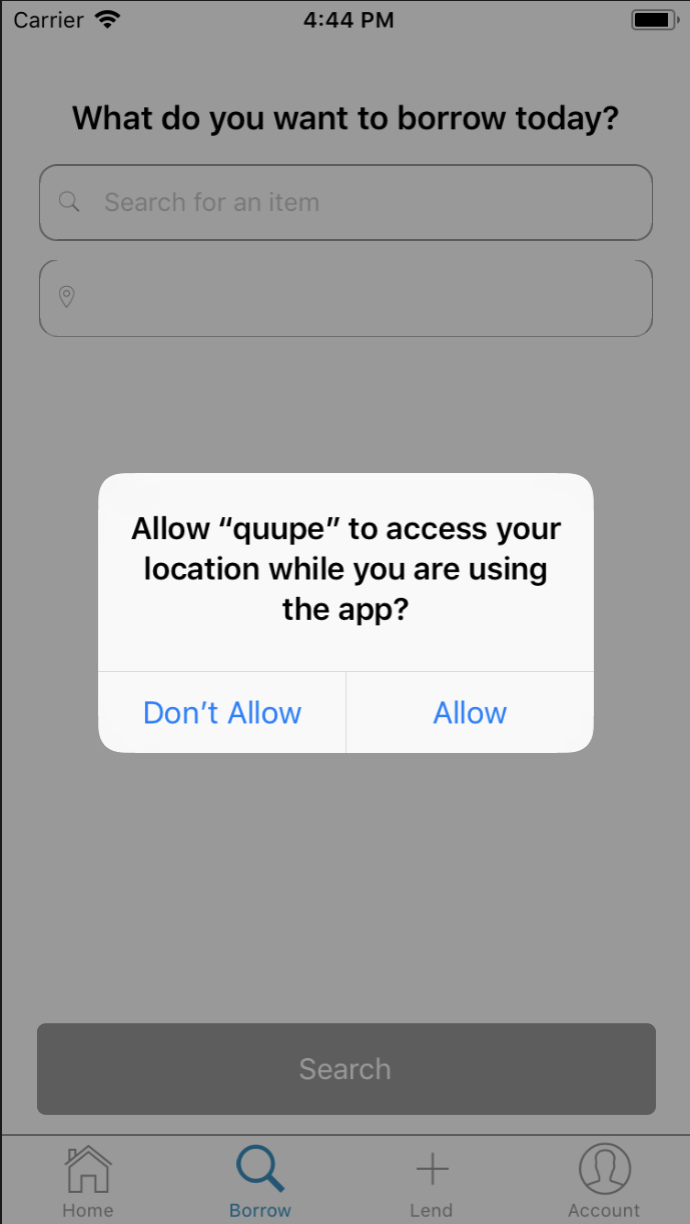 Carrier 4:44 PM
What do you want to borrow today?
Search for an item
Allow “quupe” to access your
location while you are using
the app?
Don’t Allow Allow
Search
Home Borrow Lend Account